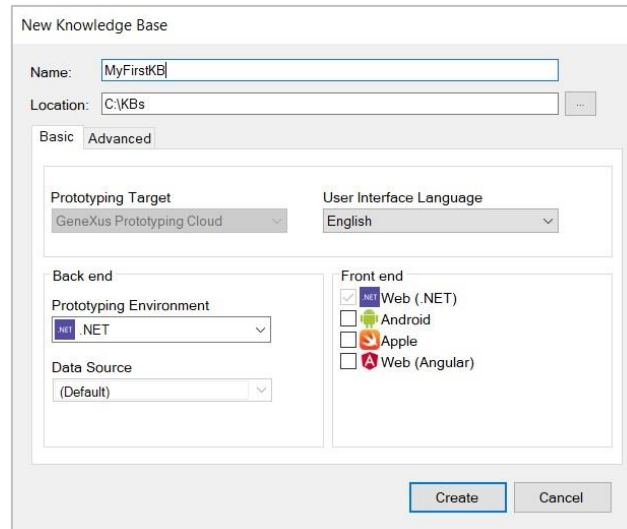 New Knowledge Base
Name: MyFirstKB
Location: C:\KBs ...
Basic Advanced
Prototyping Target User Interface Language
GeneXus Prototyping Cloud English
Back end Front end
Prototyping Environment
.NET .NET
Data Source
(Default)
.NET Web (.NET)
Android
Apple
A Web (Angular)
Create Cancel